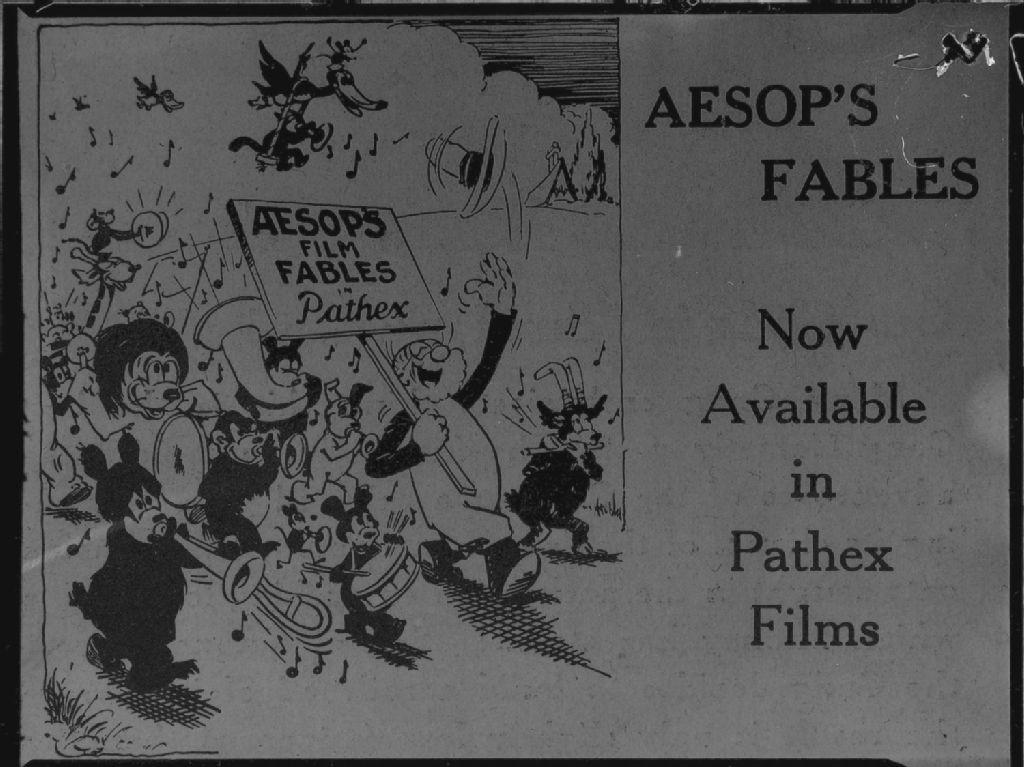 AESOP'S
FILM
FABLES
IN
Pathex
AESOP'S
FABLES
Now
Available
in
Pathex
Films